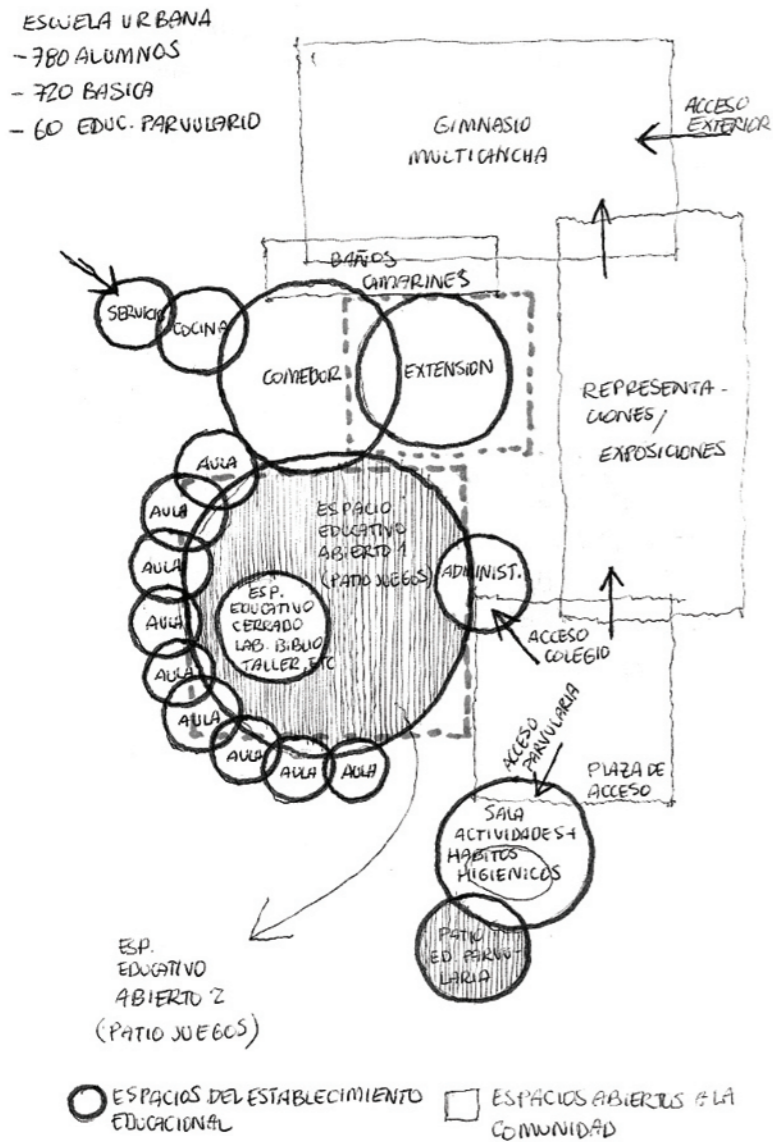 ESCUELA URBANA
- 780 ALUMNOS
- 720 BASICA
- 60 EDUC. PARVULARIO
GIMNASIO
MULTICANCHA
ACCESO
EXTERIOR
BAÑOS
CAMARINES
SERVICIO
COCINA
COMEDOR
EXTENSION
REPRESENTA-
CIONES/
EXPOSICIONES
AULA
AULA
AULA
AULA
AULA
AULA
AULA
AULA
AULA
ESPACIO
EDUCATIVO
ABIERTO 1
(PATIO JUEGOS)
ESP.
EDUCATIVO
CERRADO
LAB. BIBLIO
TALLER, ETC
ADMINIST.
ACCESO
COLEGIO
ACCESO PARVULARIA
PLAZA DE
ACCESO
SALA
ACTIVIDADES +
HABITOS
HIGIENICOS
PATIO
ED. PARVU-
LARIA
ESP.
EDUCATIVO
ABIERTO 2
(PATIO JUEGOS)
ESPACIOS DEL ESTABLECIMIENTO
EDUCACIONAL
ESPACIOS ABIERTOS A LA
COMUNIDAD